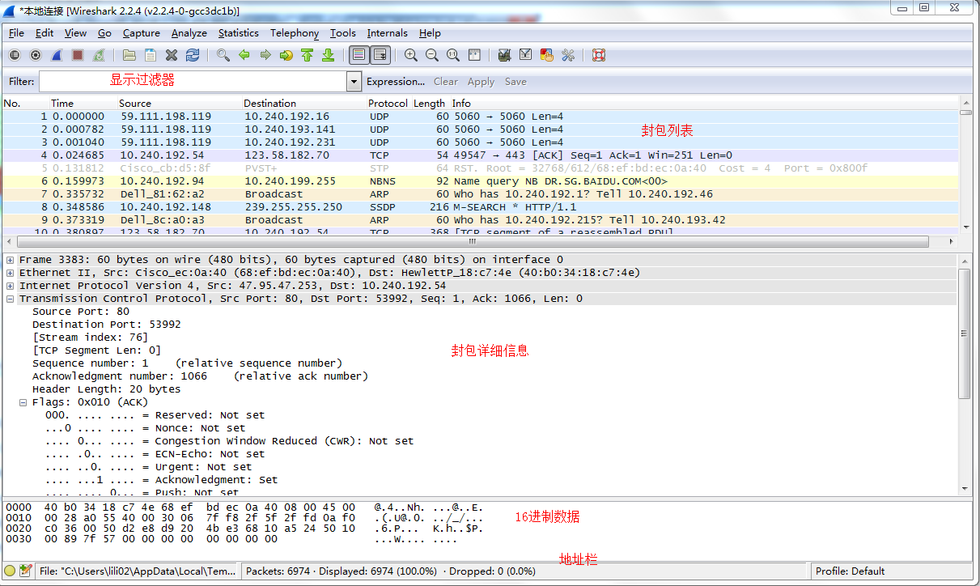 *本地连接 [Wireshark 2.2.4 (v2.2.4-0-gcc3dc1b)]
File Edit View Go Capture Analyze Statistics Telephony Tools Internals Help
Filter: 显示过滤器 Expression... Clear Apply Save
No. Time Source Destination Protocol Length Info
1 0.000000 59.111.198.119 10.240.192.16 UDP 60 5060 → 5060 Len=4
2 0.000782 59.111.198.119 10.240.193.141 UDP 60 5060 → 5060 Len=4
封包列表
3 0.001040 59.111.198.119 10.240.192.231 UDP 60 5060 → 5060 Len=4
4 0.024685 10.240.192.54 123.58.182.70 TCP 54 49547 → 443 [ACK] Seq=1 Ack=1 Win=251 Len=0
5 0.131812 Cisco_cb:d5:8f PVST+ STP 64 RST. Root = 32768/612/68:ef:bd:ec:0a:40 Cost = 4 Port = 0x800f
6 0.159973 10.240.192.94 10.240.199.255 NBNS 92 Name query NB DR.SG.BAIDU.COM<00>
7 0.335732 Dell_81:62:a2 Broadcast ARP 60 Who has 10.240.192.1? Tell 10.240.192.46
8 0.348586 10.240.192.148 239.255.255.250 SSDP 216 M-SEARCH * HTTP/1.1
9 0.373319 Dell_8c:a0:a3 Broadcast ARP 60 Who has 10.240.192.215? Tell 10.240.193.42
10 0.380897 123.58.182.70 10.240.192.54 TCP 368 [TCP segment of a reassembled PDU]
Frame 3383: 60 bytes on wire (480 bits), 60 bytes captured (480 bits) on interface 0
Ethernet II, Src: Cisco_ec:0a:40 (68:ef:bd:ec:0a:40), Dst: HewlettP_18:c7:4e (40:b0:34:18:c7:4e)
Internet Protocol Version 4, Src: 47.95.47.253, Dst: 10.240.192.54
Transmission Control Protocol, Src Port: 80, Dst Port: 53992, Seq: 1, Ack: 1066, Len: 0
Source Port: 80
Destination Port: 53992
[Stream index: 76]
[TCP Segment Len: 0]
封包详细信息
Sequence number: 1 (relative sequence number)
Acknowledgment number: 1066 (relative ack number)
Header Length: 20 bytes
Flags: 0x010 (ACK)
000. .... .... = Reserved: Not set
...0 .... .... = Nonce: Not set
.... 0... .... = Congestion Window Reduced (CWR): Not set
.... .0.. .... = ECN-Echo: Not set
.... ..0. .... = Urgent: Not set
.... ...1 .... = Acknowledgment: Set
.... .... 0... = Push: Not set
0000 40 b0 34 18 c7 4e 68 ef bd ec 0a 40 08 00 45 00 @.4..Nh. ...@..E.
0010 00 28 a0 55 40 00 30 06 7f f8 2f 5f 2f fd 0a f0 .(.U@.0. ../_/...
16进制数据
0020 c0 36 00 50 d2 e8 d9 20 4b e3 68 10 a5 24 50 10 .6.P... K.h..$P.
0030 00 89 7f 57 00 00 00 00 00 00 00 00 ...W.... ....
地址栏
File: "C:\Users\lili02\AppData\Local\Tem... Packets: 6974 · Displayed: 6974 (100.0%) · Dropped: 0 (0.0%) Profile: Default